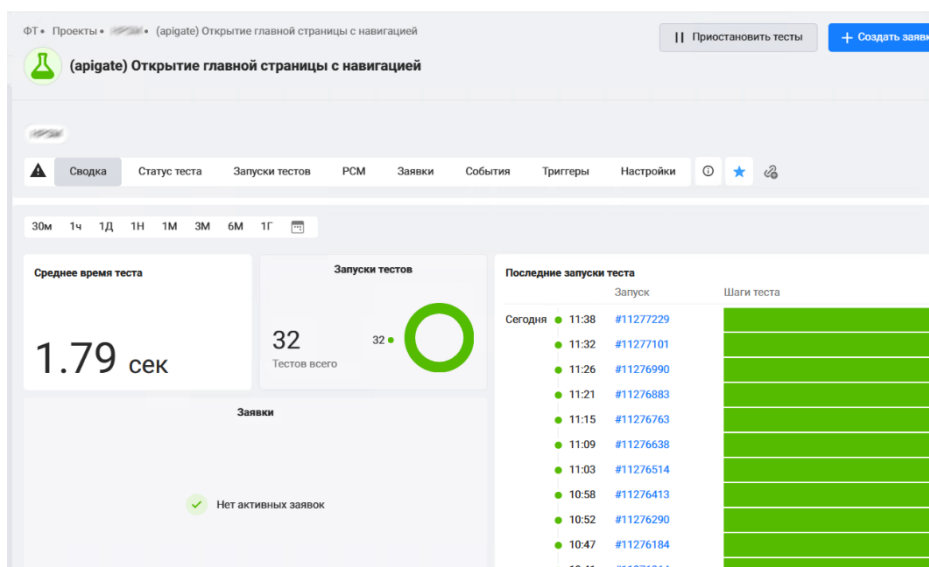 ФТ • Проекты • • (apigate) Открытие главной страницы с навигацией
Приостановить тесты
+ Создать
(apigate) Открытие главной страницы с навигацией
Сводка Статус теста Запуски тестов РСМ Заявки События Триггеры Настройки
30м 1ч 1Д 1Н 1М 3М 6М 1Г
Среднее время теста
1.79 сек
Запуски тестов
32
Тестов всего
32
Заявки
Нет активных заявок
Последние запуски теста
Запуск Шаги теста
Сегодня 11:38 #11277229
11:32 #11277101
11:26 #11276990
11:21 #11276883
11:15 #11276763
11:09 #11276638
11:03 #11276514
10:58 #11276413
10:52 #11276290
10:47 #11276184